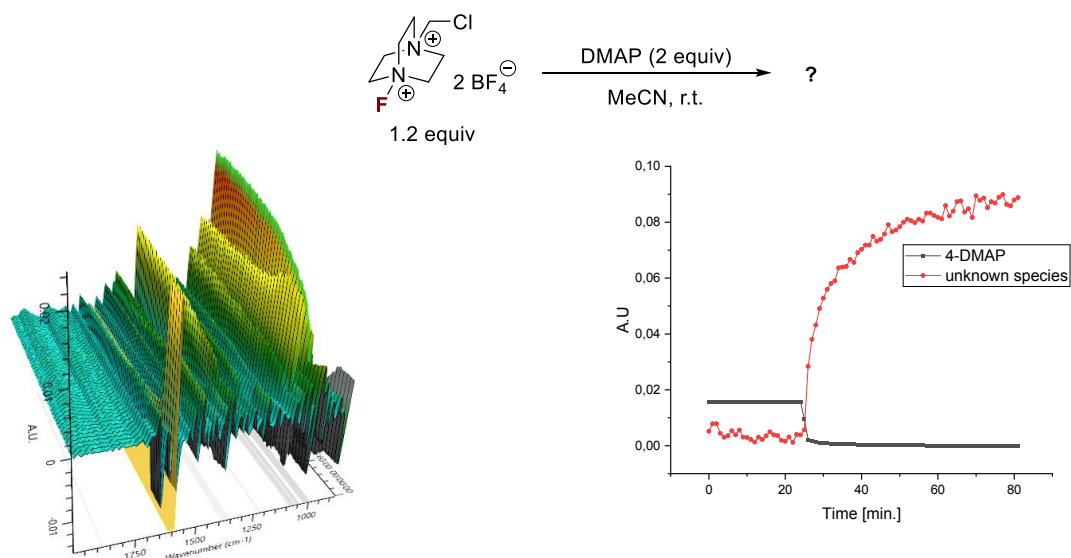 Cl
N ⊕
DMAP (2 equiv)
N ⊕ 2 BF₄⊖
?
F
MeCN, r.t.
1.2 equiv
A.U.
0
-0.01
1750
1500
1250
1000
Wavenumber (cm-1)
0,10
0,08
0,06
0,04
0,02
0,00
A.U
4-DMAP
unknown species
0 20 40 60 80
Time [min.]